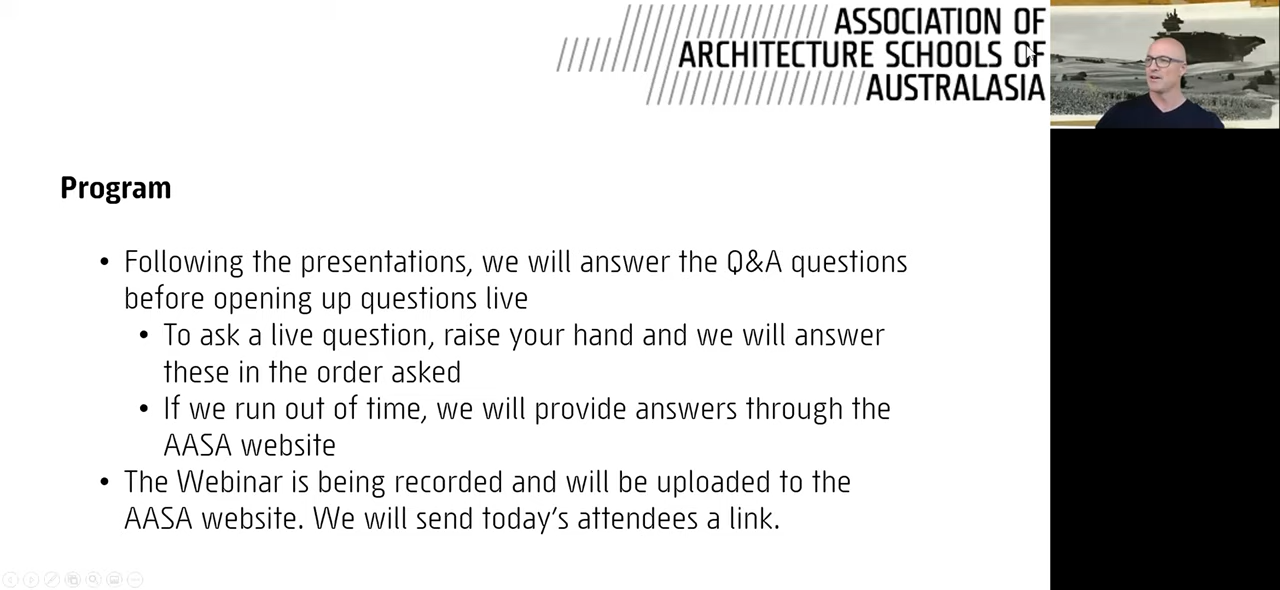 ASSOCIATION OF
ARCHITECTURE SCHOOLS OF
AUSTRALASIA
Program
• Following the presentations, we will answer the Q&A questions
before opening up questions live
• To ask a live question, raise your hand and we will answer
these in the order asked
• If we run out of time, we will provide answers through the
AASA website
• The Webinar is being recorded and will be uploaded to the
AASA website. We will send today's attendees a link.